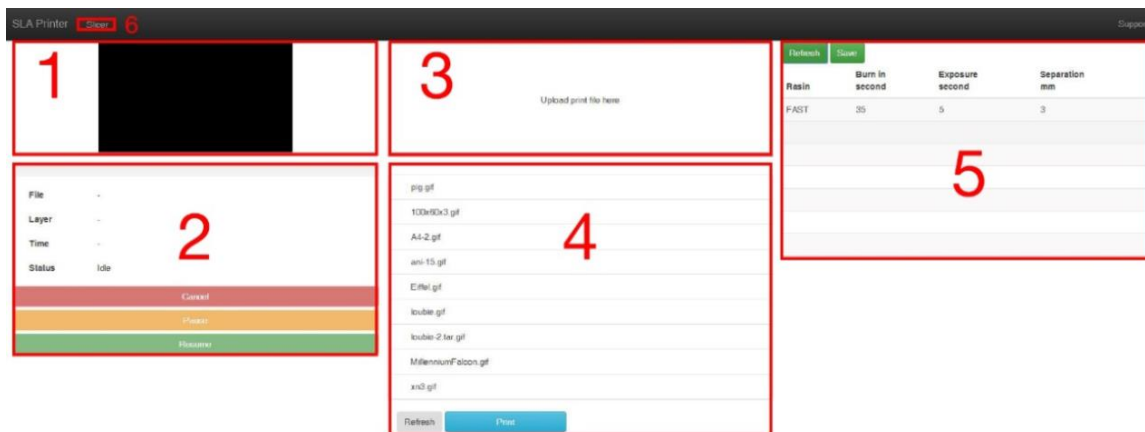 SLA Printer Slicer 6
Suppor
1
3
Upload print file here
Refresh Save
Resin Burn in second Exposure second Separation mm
FAST 35 5 3
5
2
File -
Layer -
Time -
Status Idle
Cancel
Pause
Resume
4
pig.gif
100x60x3.gif
A4-2.gif
ani-15.gif
Eiffel.gif
loubie.gif
loubie-2.tar.gif
MillenniumFalcon.gif
xn3.gif
Refresh Print